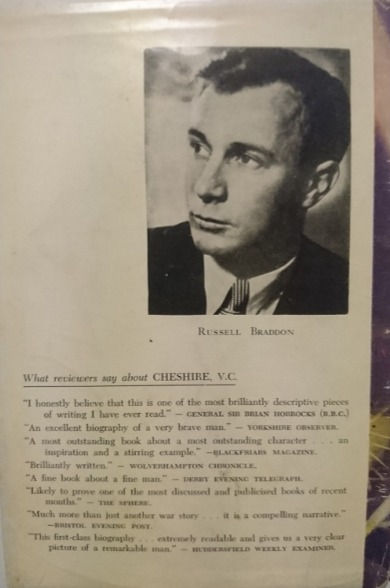 RUSSELL BRADDON
What reviewers say about CHESHIRE, V.C.
"I honestly believe that this is one of the most brilliantly descriptive pieces
of writing I have ever read." — GENERAL SIR BRIAN HORROCKS (B.B.C.)
"An excellent biography of a very brave man." — YORKSHIRE OBSERVER.
"A most outstanding book about a most outstanding character . . . an
inspiration and a stirring example." —BLACKFRIARS MAGAZINE.
"Brilliantly written." — WOLVERHAMPTON CHRONICLE.
"A fine book about a fine man." — DERBY EVENING TELEGRAPH.
"Likely to prove one of the most discussed and publicised books of recent
months." — THE SPHERE.
"Much more than just another war story . . . it is a compelling narrative."
—BRISTOL EVENING POST.
"This first-class biography . . . extremely readable and gives us a very clear
picture of a remarkable man." — HUDDERSFIELD WEEKLY EXAMINER.